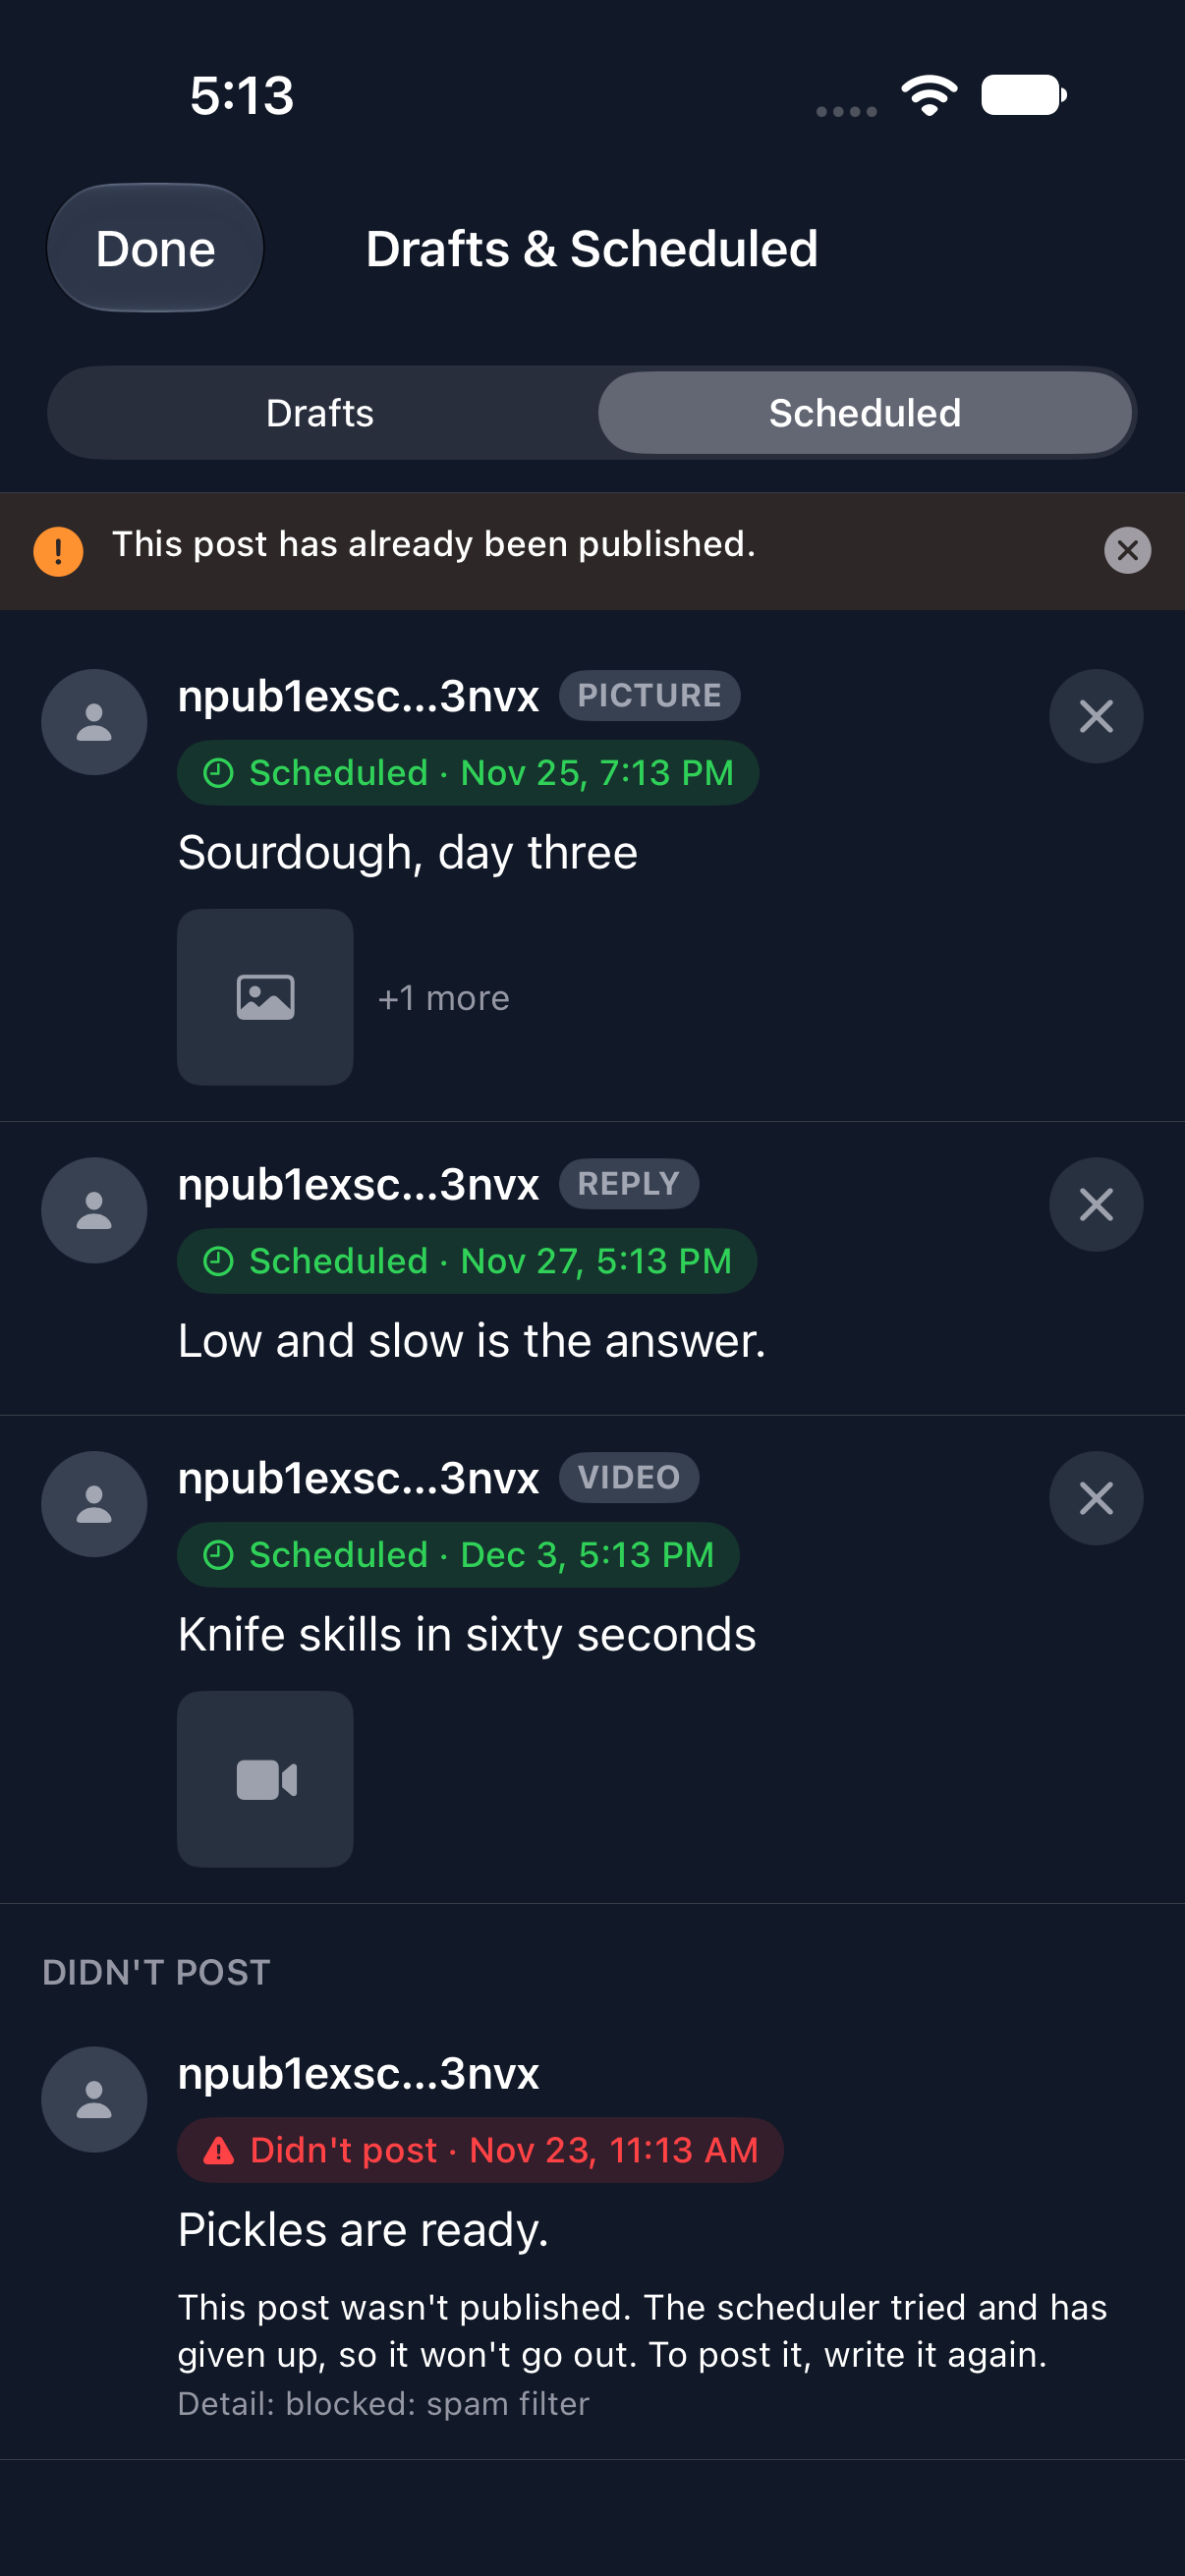 5:13
Done
Drafts & Scheduled
Drafts
Scheduled
This post has already been published.
npub1exsc...3nvx PICTURE
Scheduled · Nov 25, 7:13 PM
Sourdough, day three
+1 more
npub1exsc...3nvx REPLY
Scheduled · Nov 27, 5:13 PM
Low and slow is the answer.
npub1exsc...3nvx VIDEO
Scheduled · Dec 3, 5:13 PM
Knife skills in sixty seconds
DIDN'T POST
npub1exsc...3nvx
Didn't post · Nov 23, 11:13 AM
Pickles are ready.
This post wasn't published. The scheduler tried and has
given up, so it won't go out. To post it, write it again.
Detail: blocked: spam filter